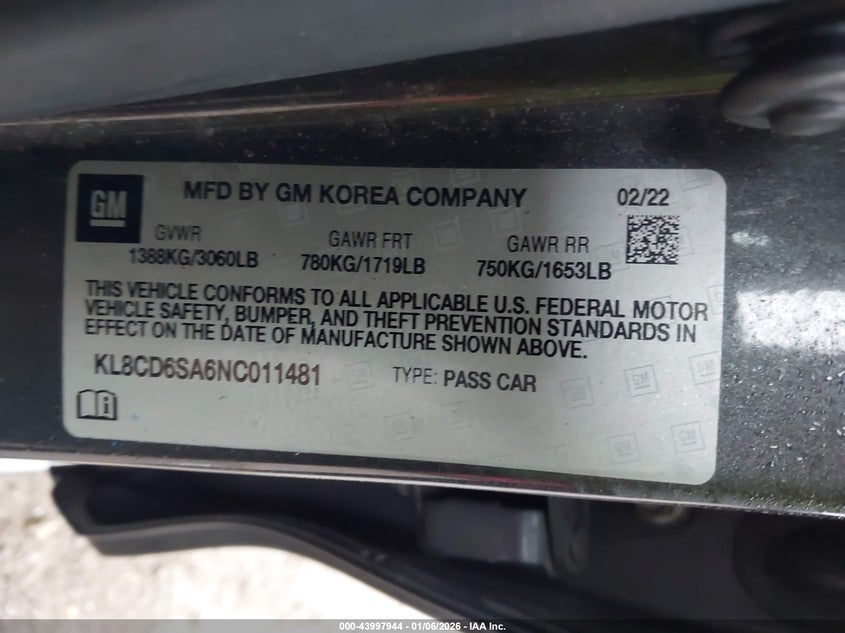 GM
MFD BY GM KOREA COMPANY 02/22
GVWR GAWR FRT GAWR RR
1388KG/3060LB 780KG/1719LB 750KG/1653LB
THIS VEHICLE CONFORMS TO ALL APPLICABLE U.S. FEDERAL MOTOR
VEHICLE SAFETY, BUMPER, AND THEFT PREVENTION STANDARDS IN
EFFECT ON THE DATE OF MANUFACTURE SHOWN ABOVE.
KL8CD6SA6NC011481 TYPE: PASS CAR
000-43997944 - 01/06/2026 - IAA Inc.